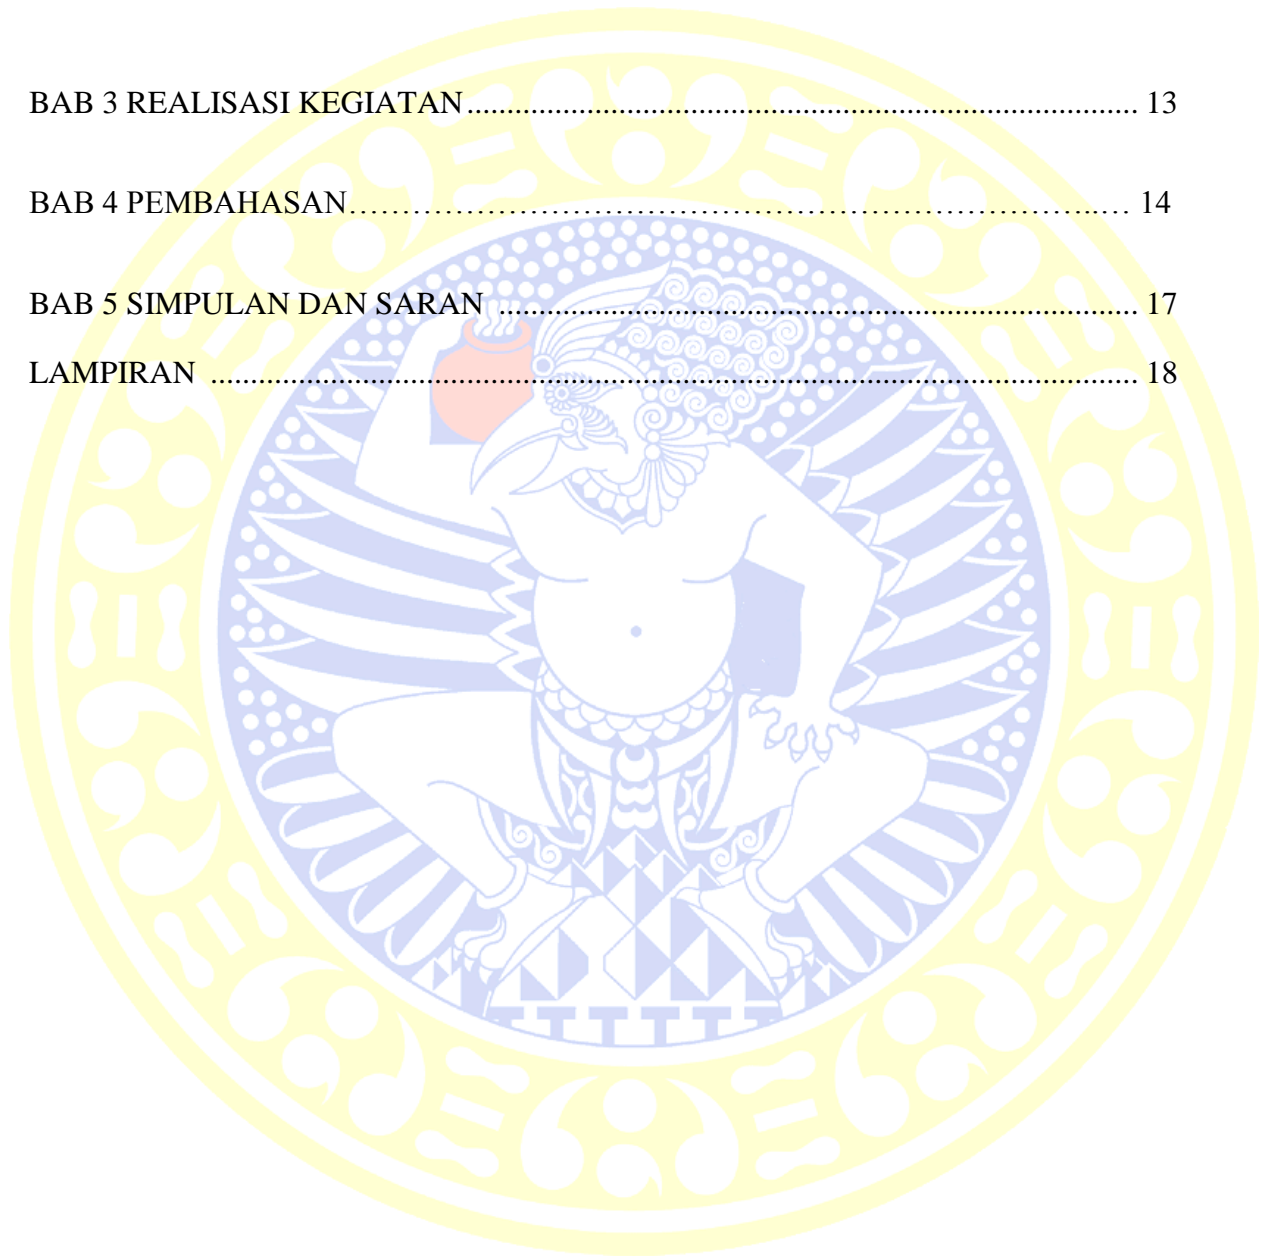 BAB 3 REALISASI KEGIATAN................................................................................... 13
BAB 4 PEMBAHASAN……………………………………………………………..… 14
BAB 5 SIMPULAN DAN SARAN ............................................................................... 17
LAMPIRAN ................................................................................................................... 18